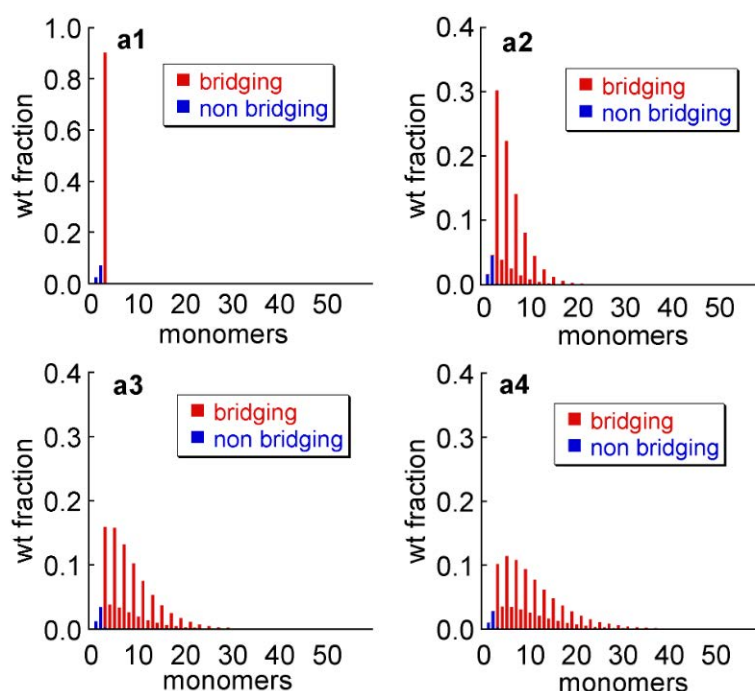 a1
bridging
non bridging
wt fraction
1.0
0.8
0.6
0.4
0.2
0.0
0 10 20 30 40 50
monomers
a2
bridging
non bridging
wt fraction
0.4
0.3
0.2
0.1
0.0
0 10 20 30 40 50
monomers
a3
bridging
non bridging
wt fraction
0.4
0.3
0.2
0.1
0.0
0 10 20 30 40 50
monomers
a4
bridging
non bridging
wt fraction
0.4
0.3
0.2
0.1
0.0
0 10 20 30 40 50
monomers